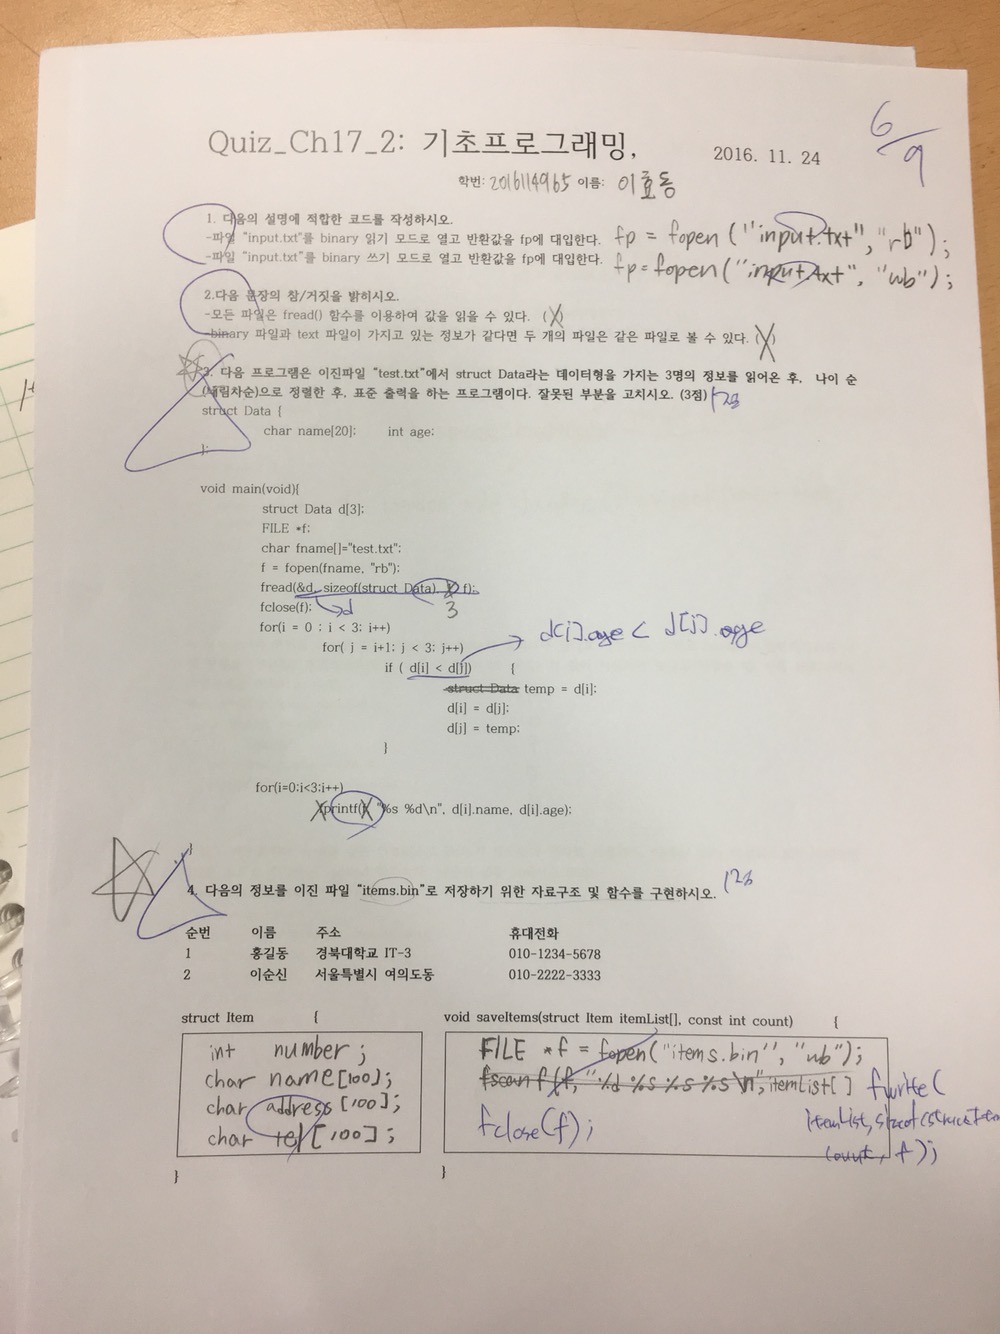 Quiz_Ch17_2: 기초프로그래밍,
2016. 11. 24
6/9
학번: 2016114965 이름: 이효동
1. 다음의 설명에 적합한 코드를 작성하시오.
-파일 "input.txt"를 binary 읽기 모드로 열고 반환값을 fp에 대입한다. fp = fopen ("input.txt", "rb");
-파일 "input.txt"를 binary 쓰기 모드로 열고 반환값을 fp에 대입한다. fp = fopen("input.txt", "wb");
2.다음 문장의 참/거짓을 밝히시오.
-모든 파일은 fread() 함수를 이용하여 값을 읽을 수 있다. (X)
-binary 파일과 text 파일이 가지고 있는 정보가 같다면 두 개의 파일은 같은 파일로 볼 수 있다. (X)
3. 다음 프로그램은 이진파일 "test.txt"에서 struct Data라는 데이터형을 가지는 3명의 정보를 읽어온 후, 나이 순
(내림차순)으로 정렬한 후, 표준 출력을 하는 프로그램이다. 잘못된 부분을 고치시오. (3점) 1점
struct Data {
char name[20]; int age;
};
void main(void){
struct Data d[3];
FILE *f;
char fname[]="test.txt";
f = fopen(fname, "rb");
fread(&d, sizeof(struct Data), f);
fclose(f); d 3
for(i = 0 ; i < 3; i++) d[i].age < d[j].age
for( j = i+1; j < 3; j++)
if ( d[i] < d[j]) {
struct Data temp = d[i];
d[i] = d[j];
d[j] = temp;
}
for(i=0;i<3;i++)
printf( "%s %d\n", d[i].name, d[i].age);
}
4. 다음의 정보를 이진 파일 "items.bin"로 저장하기 위한 자료구조 및 함수를 구현하시오. 1점
순번 이름 주소 휴대전화
1 홍길동 경북대학교 IT-3 010-1234-5678
2 이순신 서울특별시 여의도동 010-2222-3333
struct Item {
int number ;
char name[100];
char address [100];
char tel [100] ;
}
void saveItems(struct Item itemList[], const int count) {
FILE *f = fopen("items.bin", "wb");
fscanf(f, "%d %s %s %s\n", itemList[] fwrite(
itemList, sizeof(struct Item
fclose(f); count, f);
}